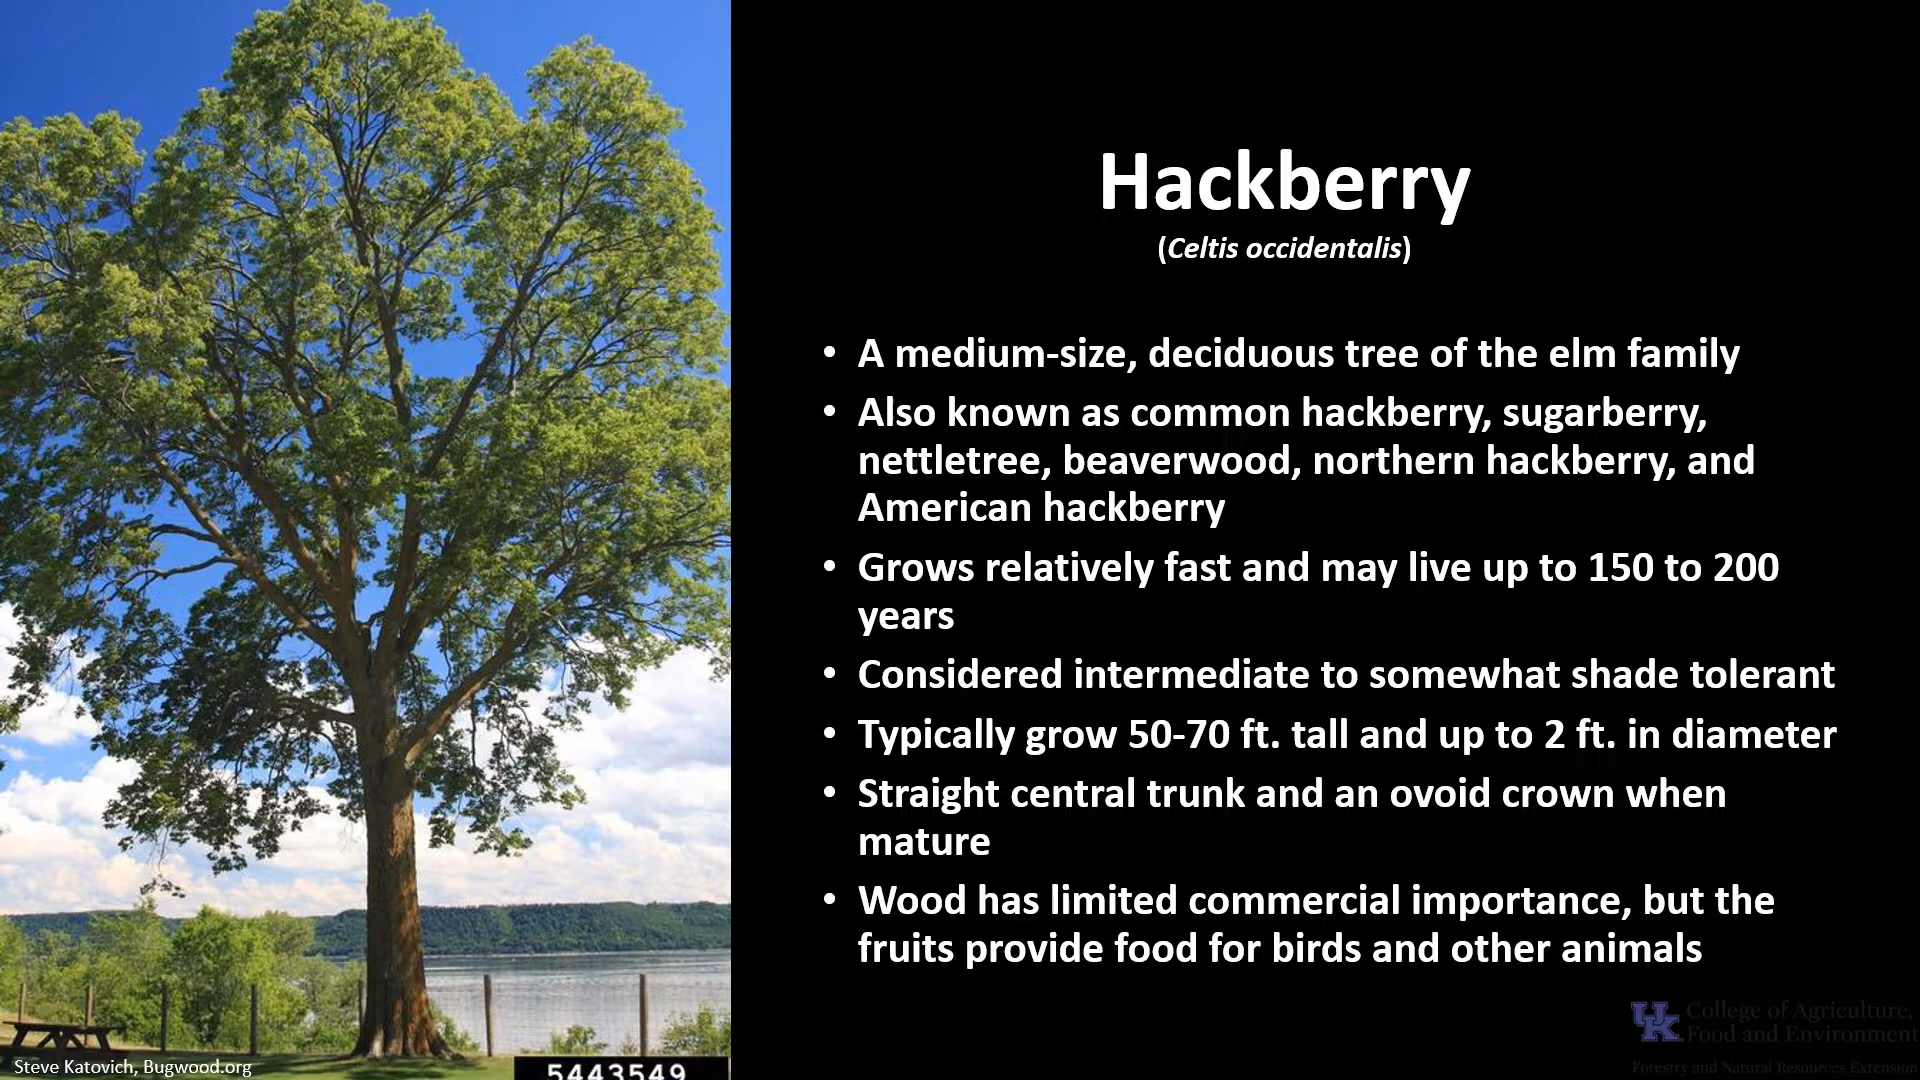 Hackberry
(Celtis occidentalis)
• A medium-size, deciduous tree of the elm family
• Also known as common hackberry, sugarberry,
nettletree, beaverwood, northern hackberry, and
American hackberry
• Grows relatively fast and may live up to 150 to 200
years
• Considered intermediate to somewhat shade tolerant
• Typically grow 50-70 ft. tall and up to 2 ft. in diameter
• Straight central trunk and an ovoid crown when
mature
• Wood has limited commercial importance, but the
fruits provide food for birds and other animals
Steve Katovich, Bugwood.org
5443549
UK College of Agriculture,
Food and Environment
Forestry and Natural Resources Extension